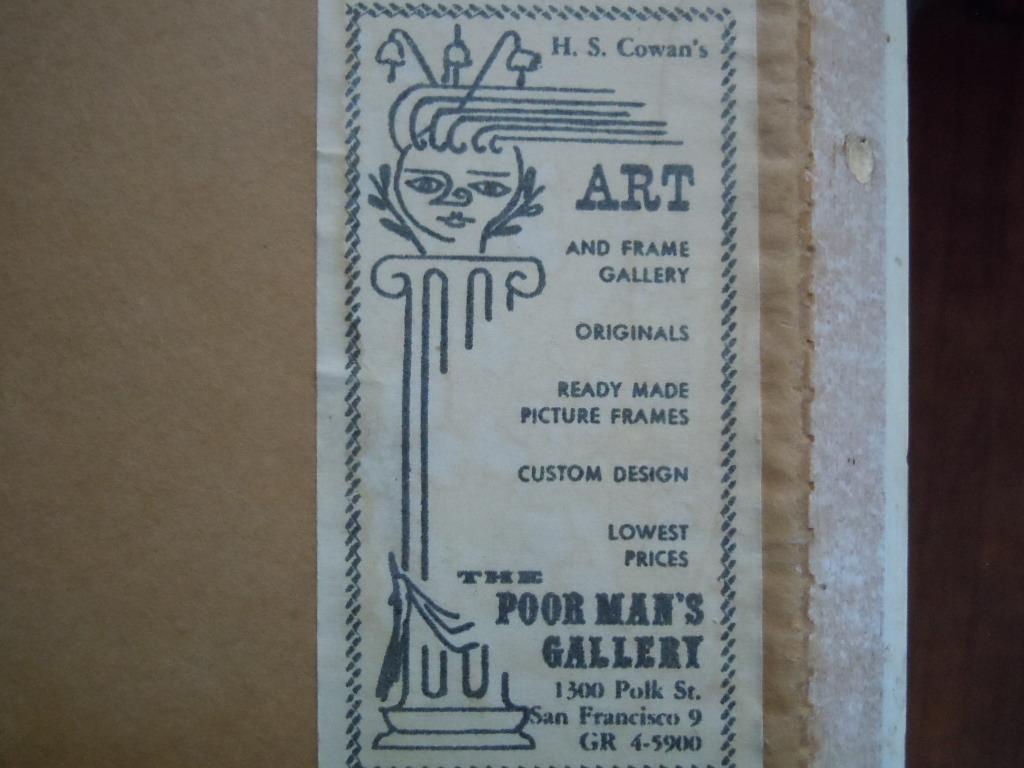 H. S. Cowan's
ART
AND FRAME
GALLERY
ORIGINALS
READY MADE
PICTURE FRAMES
CUSTOM DESIGN
LOWEST
PRICES
THE
POOR MAN'S
GALLERY
1300 Polk St.
San Francisco 9
GR 4-5900